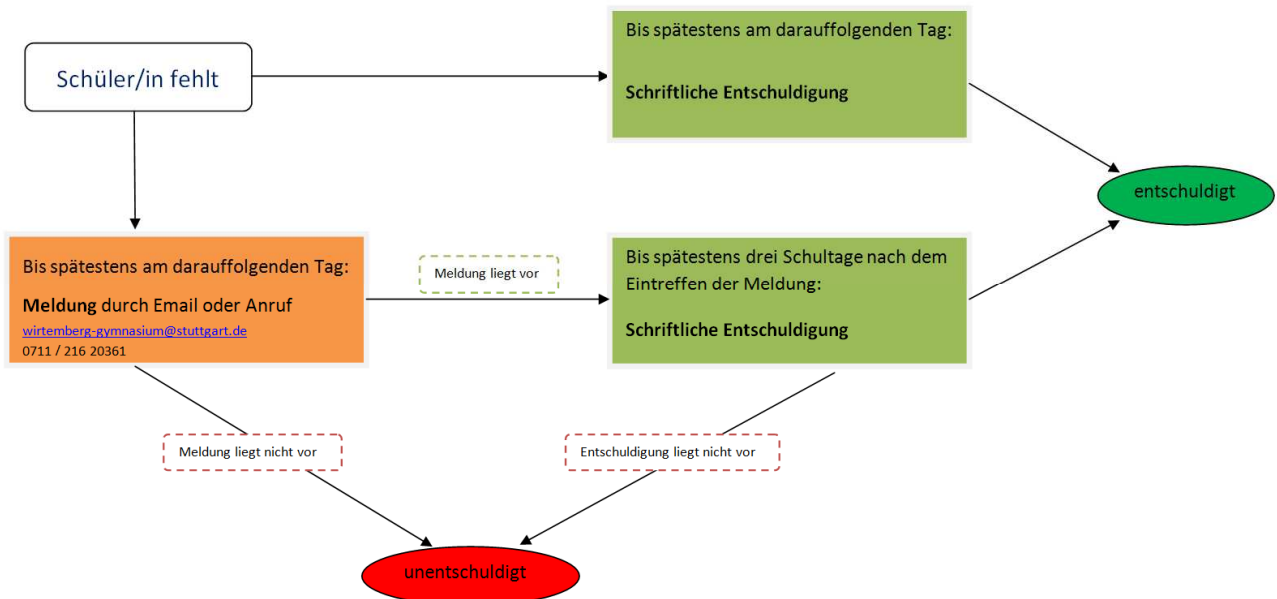 Schüler/in fehlt
Bis spätestens am darauffolgenden Tag:
Schriftliche Entschuldigung
entschuldigt
Bis spätestens am darauffolgenden Tag:
Meldung durch Email oder Anruf
wirtemberg-gymnasium@stuttgart.de
0711 / 216 20361
Meldung liegt vor
Bis spätestens drei Schultage nach dem
Eintreffen der Meldung:
Schriftliche Entschuldigung
Meldung liegt nicht vor
Entschuldigung liegt nicht vor
unentschuldigt